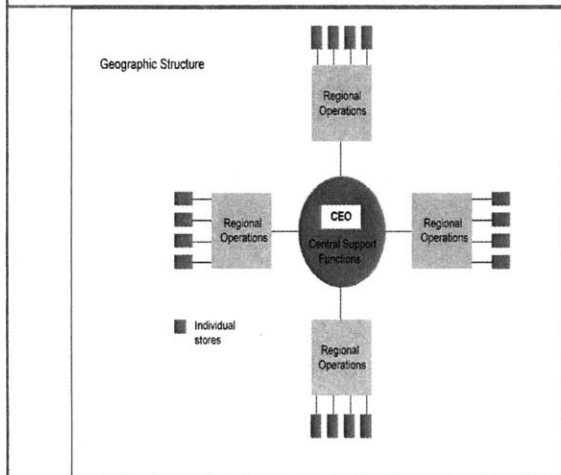 Geographic Structure
Regional
Operations
Regional
Operations
CEO
Central Support
Functions
Regional
Operations
Individual
stores
Regional
Operations